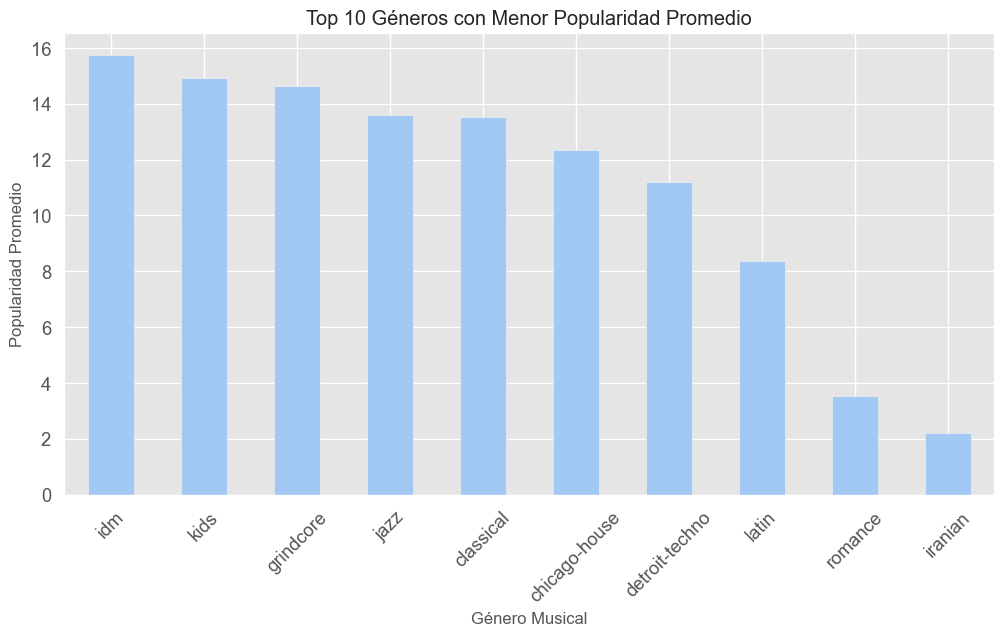 Top 10 Géneros con Menor Popularidad Promedio
Popularidad Promedio
16
14
12
10
8
6
4
2
0
idm
kids
grindcore
jazz
classical
chicago-house
detroit-techno
latin
romance
iranian
Género Musical